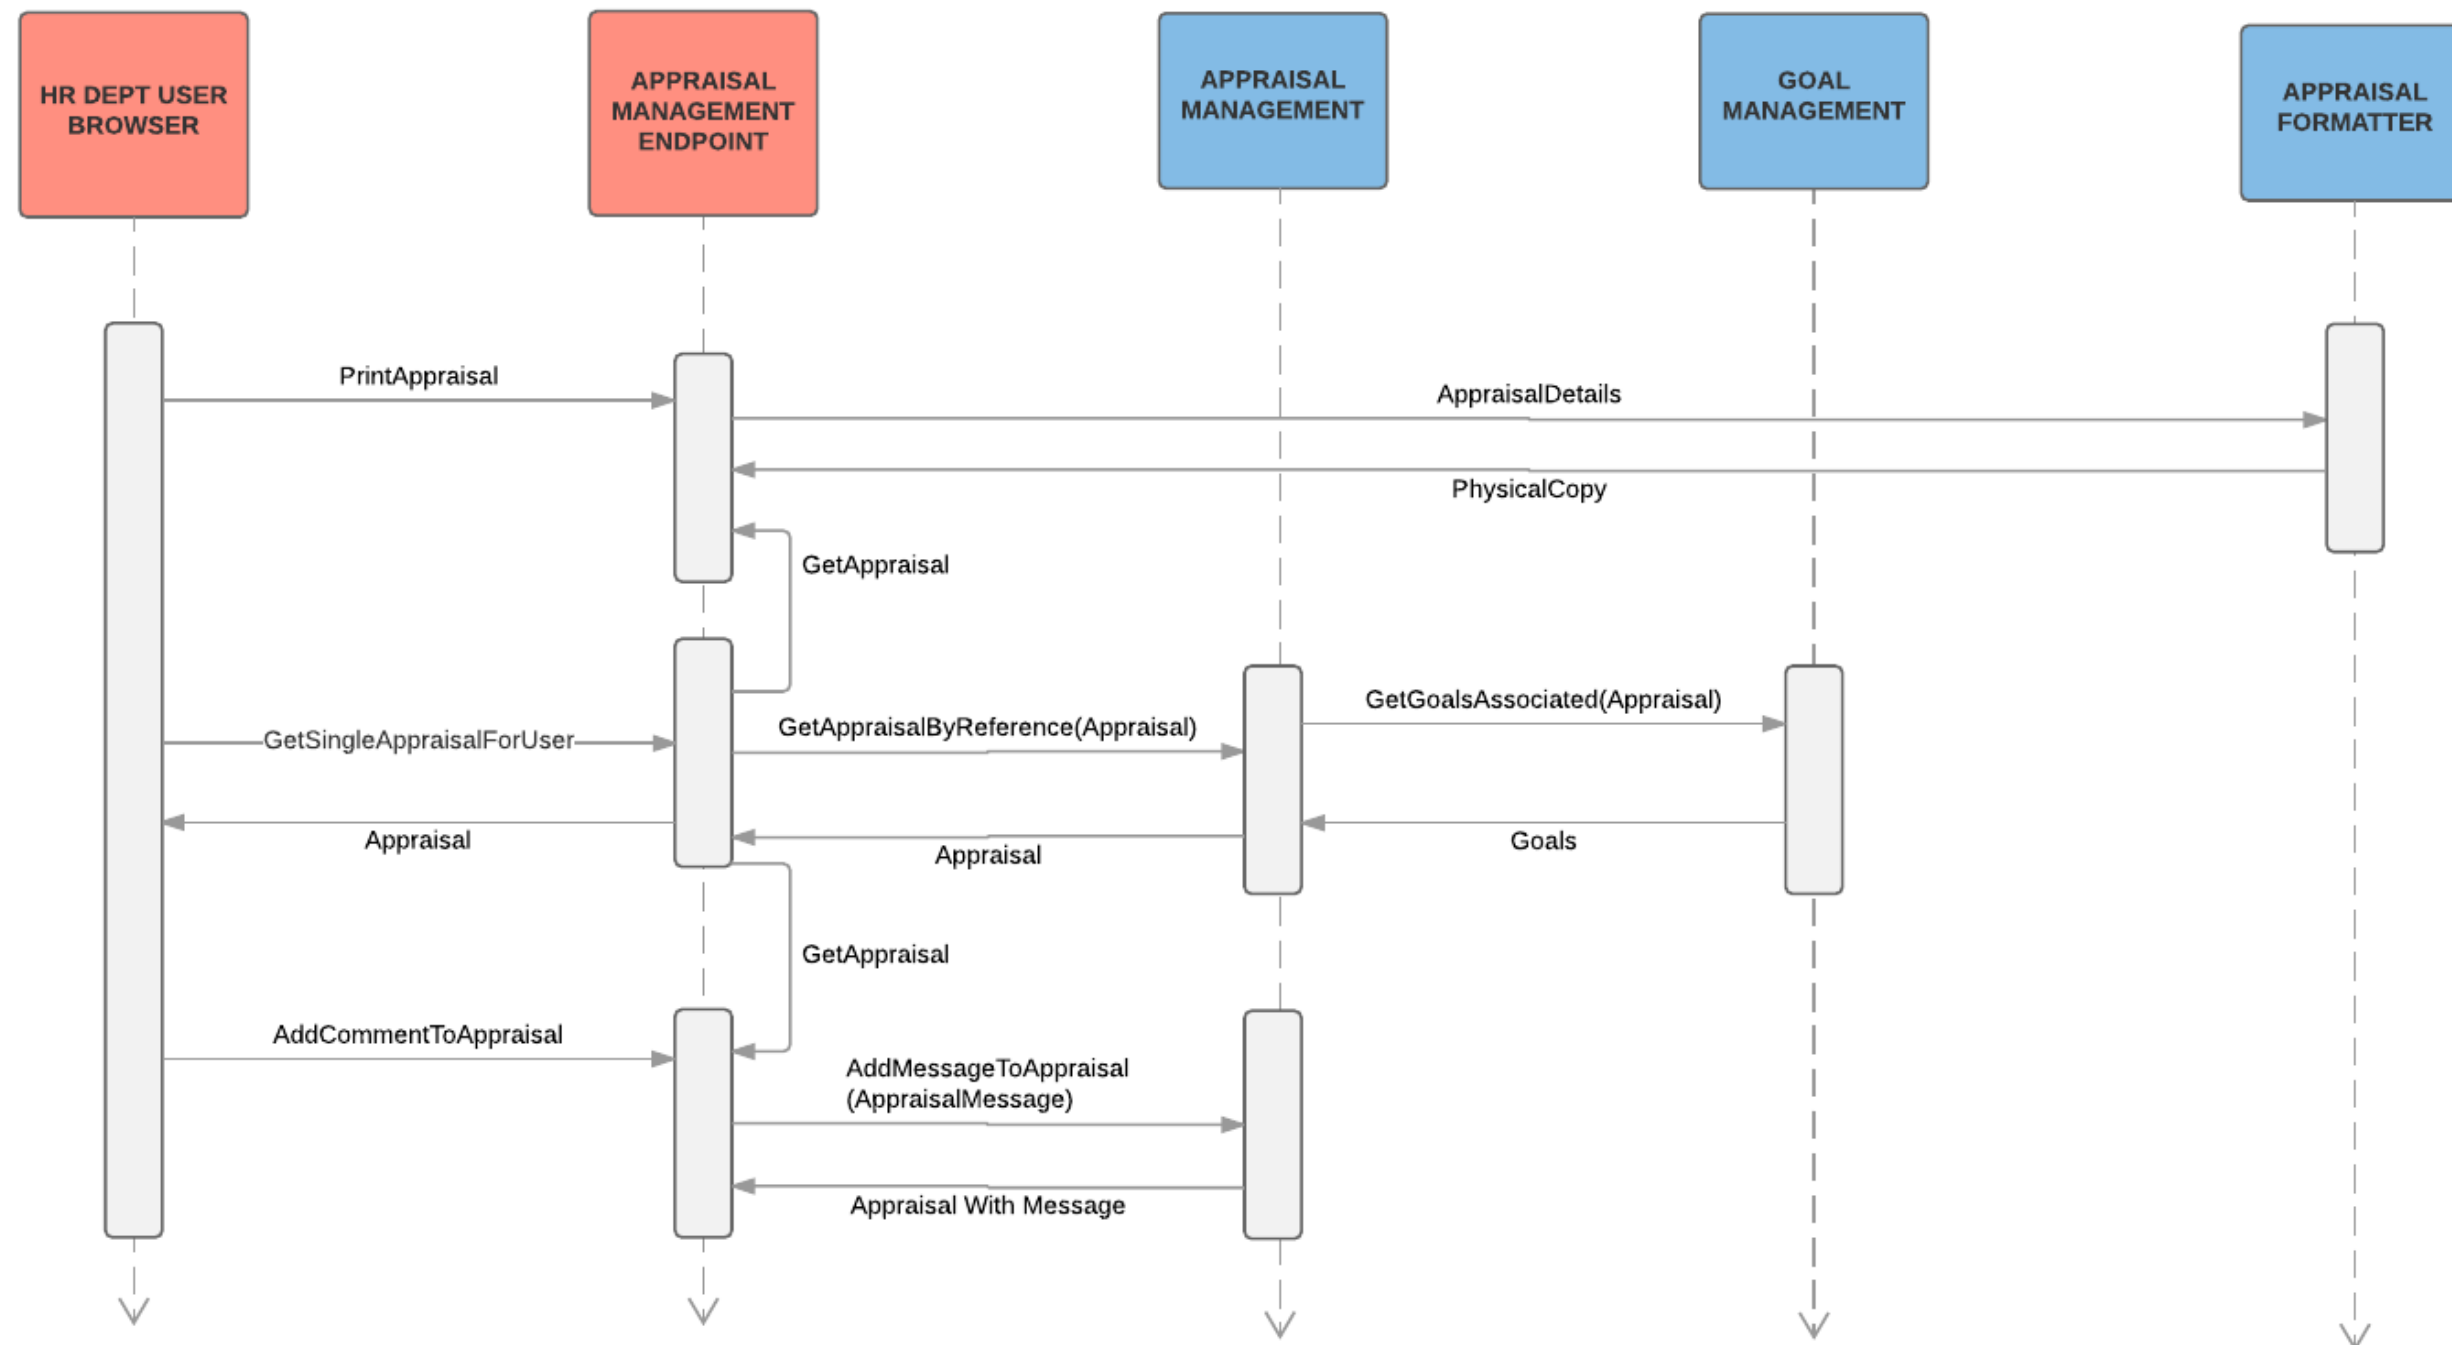 HR DEPT USER
BROWSER
APPRAISAL
MANAGEMENT
ENDPOINT
APPRAISAL
MANAGEMENT
GOAL
MANAGEMENT
APPRAISAL
FORMATTER
PrintAppraisal
AppraisalDetails
PhysicalCopy
GetAppraisal
GetSingleAppraisalForUser
GetAppraisalByReference(Appraisal)
GetGoalsAssociated(Appraisal)
Appraisal
Appraisal
Goals
GetAppraisal
AddCommentToAppraisal
AddMessageToAppraisal
(AppraisalMessage)
Appraisal With Message